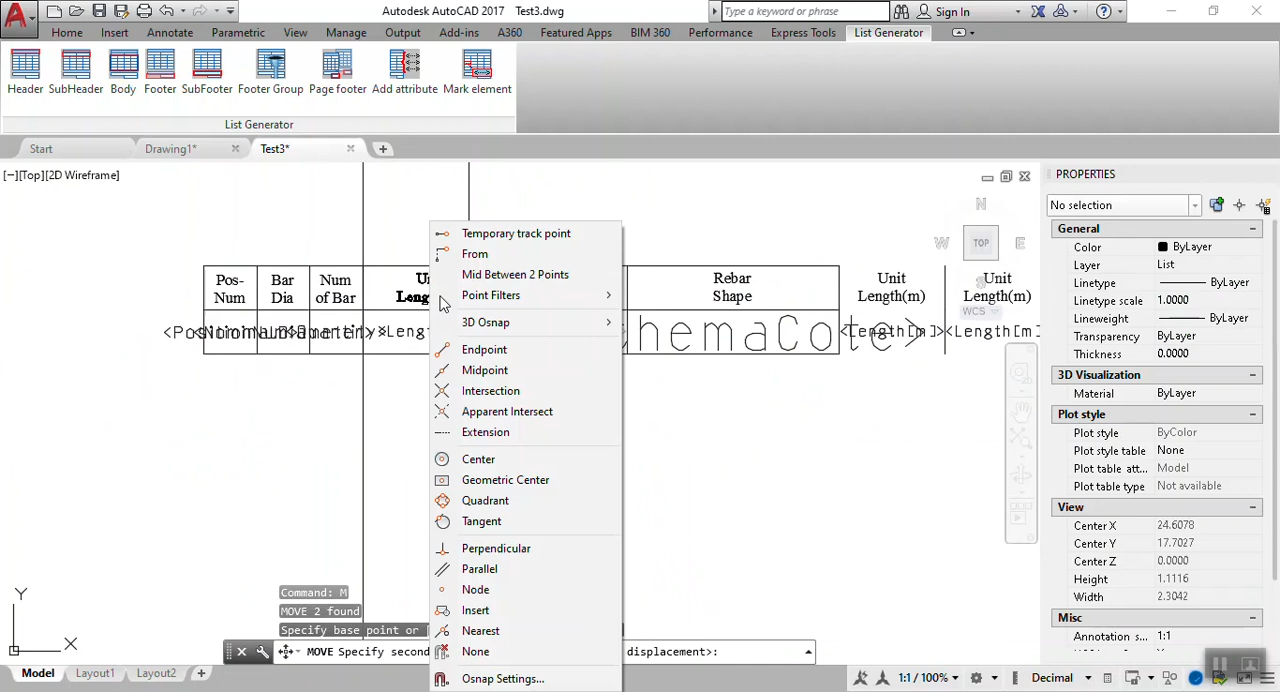 Autodesk AutoCAD 2017 Test3.dwg
Type a keyword or phrase
Sign In
Home Insert Annotate Parametric View Manage Output Add-ins A360 Featured Apps BIM 360 Performance Express Tools List Generator
Header SubHeader Body Footer SubFooter Footer Group Page footer Add attribute Mark element
List Generator
Start Drawing1* Test3*
[−][Top][2D Wireframe]
N
W TOP E
S
WCS
Pos-Num
Bar Dia
Num of Bar
Rebar Shape
Unit Length(m)
Unit Length(m)
hemaCote>
<Length[m]><Length[m]
Temporary track point
From
Mid Between 2 Points
Point Filters
3D Osnap
Endpoint
Midpoint
Intersection
Apparent Intersect
Extension
Center
Geometric Center
Quadrant
Tangent
Perpendicular
Parallel
Node
Insert
Nearest
None
Osnap Settings...
PROPERTIES
No selection
General
Color ByLayer
Layer List
Linetype ByLayer
Linetype scale 1.0000
Lineweight ByLayer
Transparency ByLayer
Thickness 0.0000
3D Visualization
Material ByLayer
Plot style
Plot style ByColor
Plot style table None
Plot table att... Model
Plot table type Not available
View
Center X 24.6078
Center Y 17.7027
Center Z 0.0000
Height 1.1116
Width 2.3042
Misc
Annotation s... 1:1
Y
X
Command: M
MOVE 2 found
Specify base point or [
MOVE Specify second displacement>:
Model Layout1 Layout2
1:1 / 100% Decimal